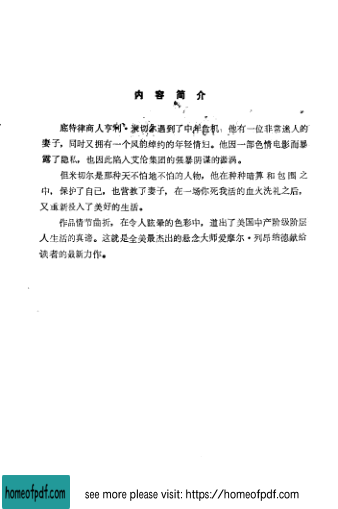 内容简介
底特律商人亨利·米切尔遇到了中年危机，他有一位非常迷人的
妻子，同时又拥有一个风韵绰约的年轻情妇。他因一部色情电影而暴
露了隐私，也因此陷入艾伦集团的强暴阴谋的漩涡。
但米切尔是那种天不怕地不怕的人物，他在种种暗算和包围之
中，保护了自己，也营救了妻子，在一场你死我活的血火洗礼之后，
又重新投入了美好的生活。
作品情节曲折，在令人眩晕的色彩中，道出了美国中产阶级阶层
人生活的真谛。这就是全美最杰出的悬念大师爱摩尔·列昂纳德献给
读者的最新力作。
homeofpdf.com
see more please visit: https://homeofpdf.com